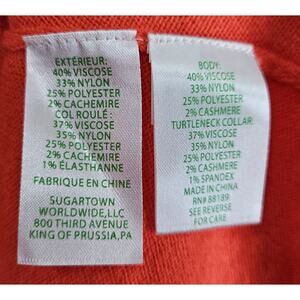 EXTÉRIEUR:
40% VISCOSE
33% NYLON
25% POLYESTER
2% CACHEMIRE
COL ROULÉ:
37% VISCOSE
35% NYLON
25% POLYESTER
2% CACHEMIRE
1% ÉLASTHANNE
FABRIQUE EN CHINE
SUGARTOWN
WORLDWIDE, LLC
800 THIRD AVENUE
KING OF PRUSSIA, PA
BODY:
40% VISCOSE
33% NYLON
25% POLYESTER
2% CASHMERE
TURTLENECK COLLAR:
37% VISCOSE
35% NYLON
25% POLYESTER
2% CASHMERE
1% SPANDEX
MADE IN CHINA
RN# 88189
SEE REVERSE
FOR CARE